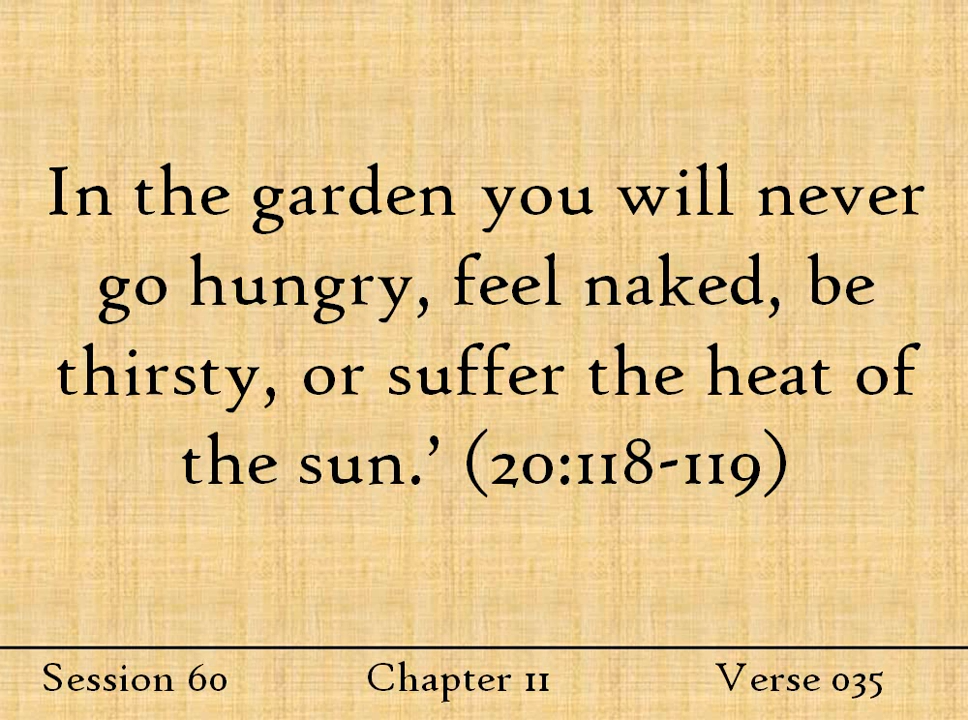 In the garden you will never
go hungry, feel naked, be
thirsty, or suffer the heat of
the sun.’ (20:118-119)
Session 60 Chapter 11 Verse 035